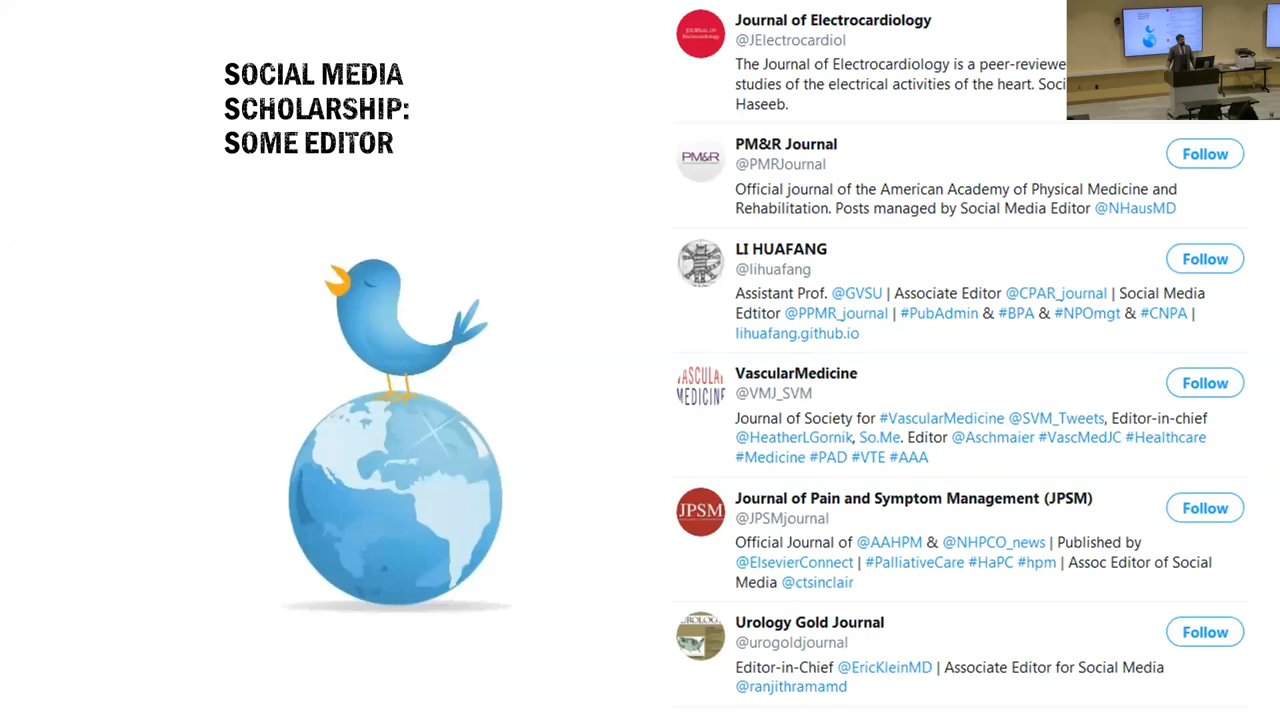 SOCIAL MEDIA
SCHOLARSHIP:
SOME EDITOR
Journal of Electrocardiology
@JElectrocardiol
The Journal of Electrocardiology is a peer-reviewe
studies of the electrical activities of the heart. Soci
Haseeb.
PM&R
PM&R Journal
@PMRJournal
Follow
Official journal of the American Academy of Physical Medicine and
Rehabilitation. Posts managed by Social Media Editor @NHausMD
LI HUAFANG
@lihuafang
Follow
Assistant Prof. @GVSU | Associate Editor @CPAR_journal | Social Media
Edtitor @PPMR_journal | #PubAdmin & #BPA & #NPOmgt & #CNPA |
lihuafang.github.io
VASCULAR
MEDICINE
VascularMedicine
@VMJ_SVM
Follow
Journal of Society for #VascularMedicine @SVM_Tweets, Editor-in-chief
@HeatherLGornik, So.Me. Editor @Aschmaier #VascMedJC #Healthcare
#Medicine #PAD #VTE #AAA
JPSM
Journal of Pain and Symptom Management (JPSM)
@JPSMjournal
Follow
Official Journal of @AAHPM & @NHPCO_news | Published by
@ElsevierConnect | #PalliativeCare #HaPC #hpm | Assoc Editor of Social
Media @ctsinclair
Urology Gold Journal
@urogoldjournal
Follow
Editor-in-Chief @EricKleinMD | Associate Editor for Social Media
@ranjithramamd